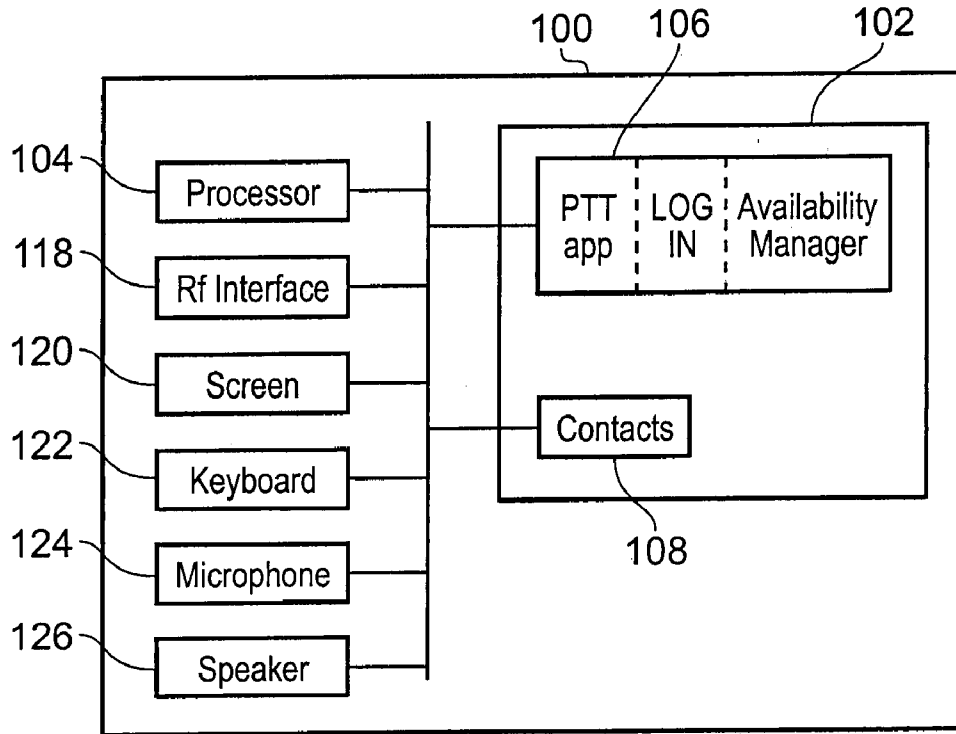 100 106 102
104 Processor
118 Rf Interface
120 Screen
122 Keyboard
124 Microphone
126 Speaker
PTT app
LOG IN
Availability Manager
Contacts
108